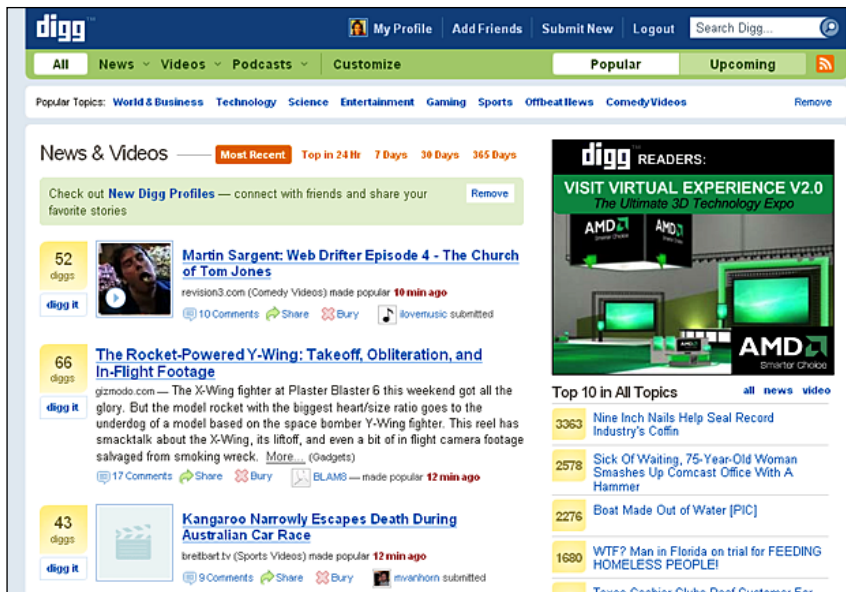 digg™ My Profile Add Friends Submit New Logout Search Digg...
All News Videos Podcasts Customize Popular Upcoming
Popular Topics: World & Business Technology Science Entertainment Gaming Sports Offbeat News Comedy Videos Remove
News & Videos Most Recent Top in 24 Hr 7 Days 30 Days 365 Days
Check out New Digg Profiles — connect with friends and share your
favorite stories
Remove
52
diggs
digg it
Martin Sargent: Web Drifter Episode 4 - The Church
of Tom Jones
revision3.com (Comedy Videos) made popular 10 min ago
10 Comments Share Bury ilovemusic submitted
66
diggs
digg it
The Rocket-Powered Y-Wing: Takeoff, Obliteration, and
In-Flight Footage
gizmodo.com — The X-Wing fighter at Plaster Blaster 6 this weekend got all the
glory. But the model rocket with the biggest heart/size ratio goes to the
underdog of a model based on the space bomber Y-Wing fighter. This reel has
smacktalk about the X-Wing, its liftoff, and even a bit of in flight camera footage
salvaged from smoking wreck. More... (Gadgets)
17 Comments Share Bury BLAM8 — made popular 12 min ago
43
diggs
digg it
Kangaroo Narrowly Escapes Death During
Australian Car Race
breitbart.tv (Sports Videos) made popular 12 min ago
9 Comments Share Bury mvanhorn submitted
digg™ READERS:
VISIT VIRTUAL EXPERIENCE V2.0
The Ultimate 3D Technology Expo
AMD
Smarter Choice
AMD
AMD
Smarter Choice
Top 10 in All Topics all news video
3363 Nine Inch Nails Help Seal Record
Industry's Coffin
2578 Sick Of Waiting, 75-Year-Old Woman
Smashes Up Comcast Office With A
Hammer
2276 Boat Made Out of Water [PIC]
1680 WTF? Man in Florida on trial for FEEDING
HOMELESS PEOPLE!